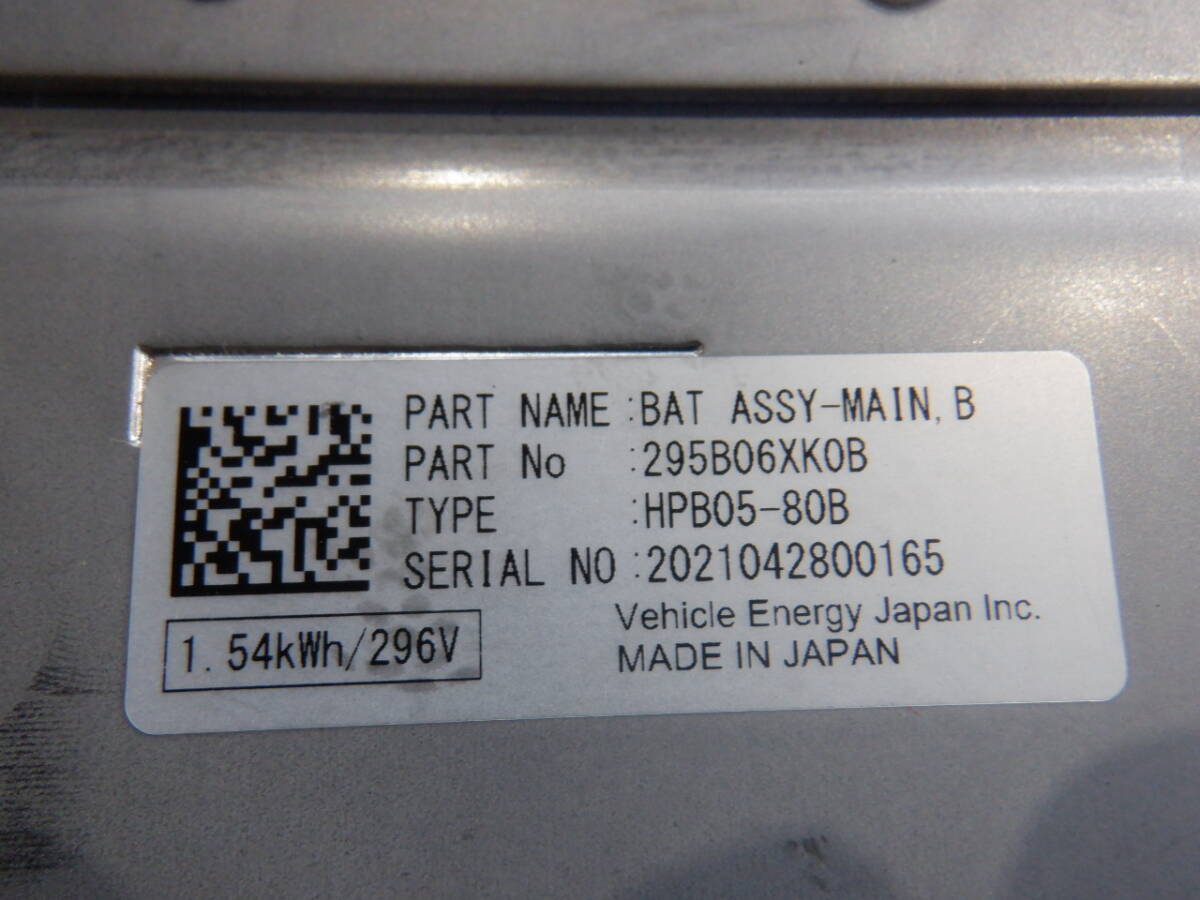 PART NAME :BAT ASSY-MAIN,B
PART No :295B06XK0B
TYPE :HPB05-80B
SERIAL NO :2021042800165
Vehicle Energy Japan Inc.
1.54kWh/296V
MADE IN JAPAN